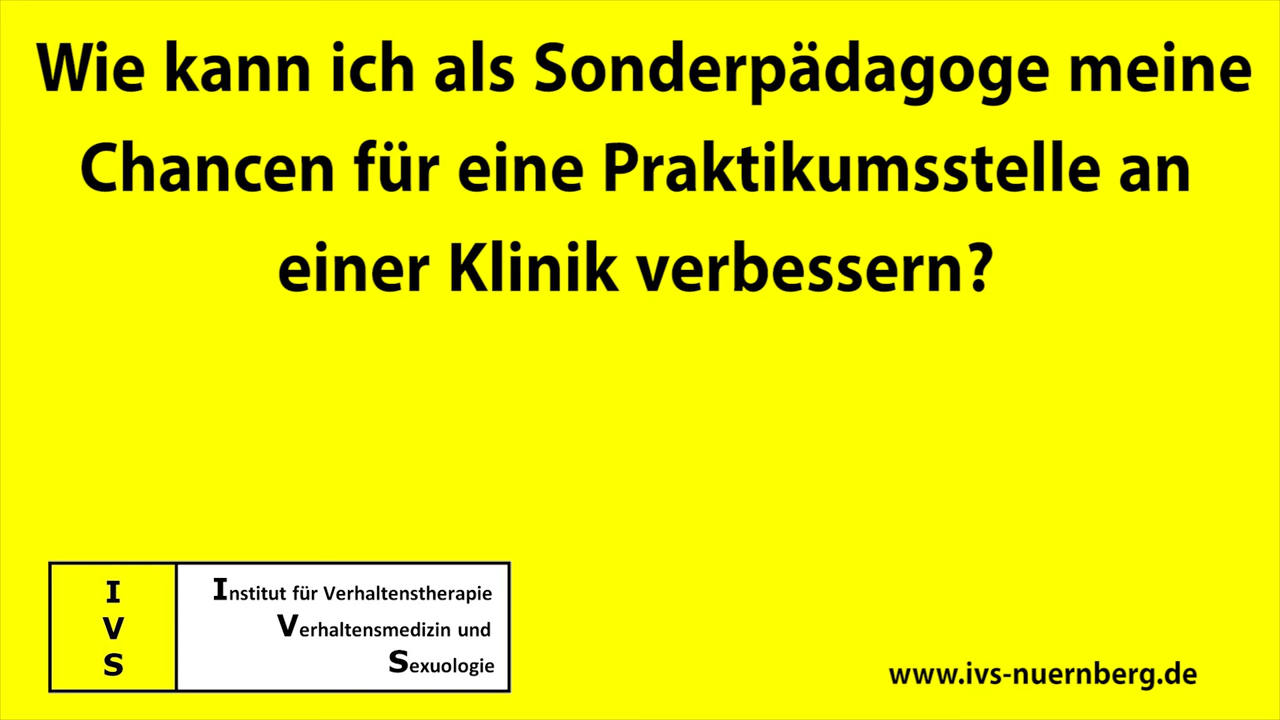 Wie kann ich als Sonderpädagoge meine
Chancen für eine Praktikumsstelle an
einer Klinik verbessern?
I
V
S
Institut für Verhaltenstherapie
Verhaltensmedizin und
Sexuologie
www.ivs-nuernberg.de